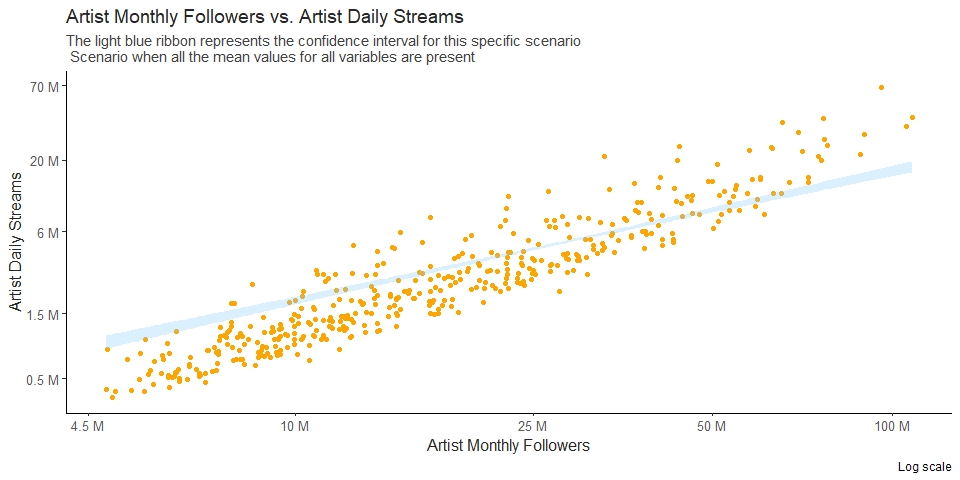 Artist Monthly Followers vs. Artist Daily Streams
The light blue ribbon represents the confidence interval for this specific scenario
Scenario when all the mean values for all variables are present
70 M
20 M
6 M
1.5 M
0.5 M
Artist Daily Streams
4.5 M
10 M
25 M
50 M
100 M
Artist Monthly Followers
Log scale